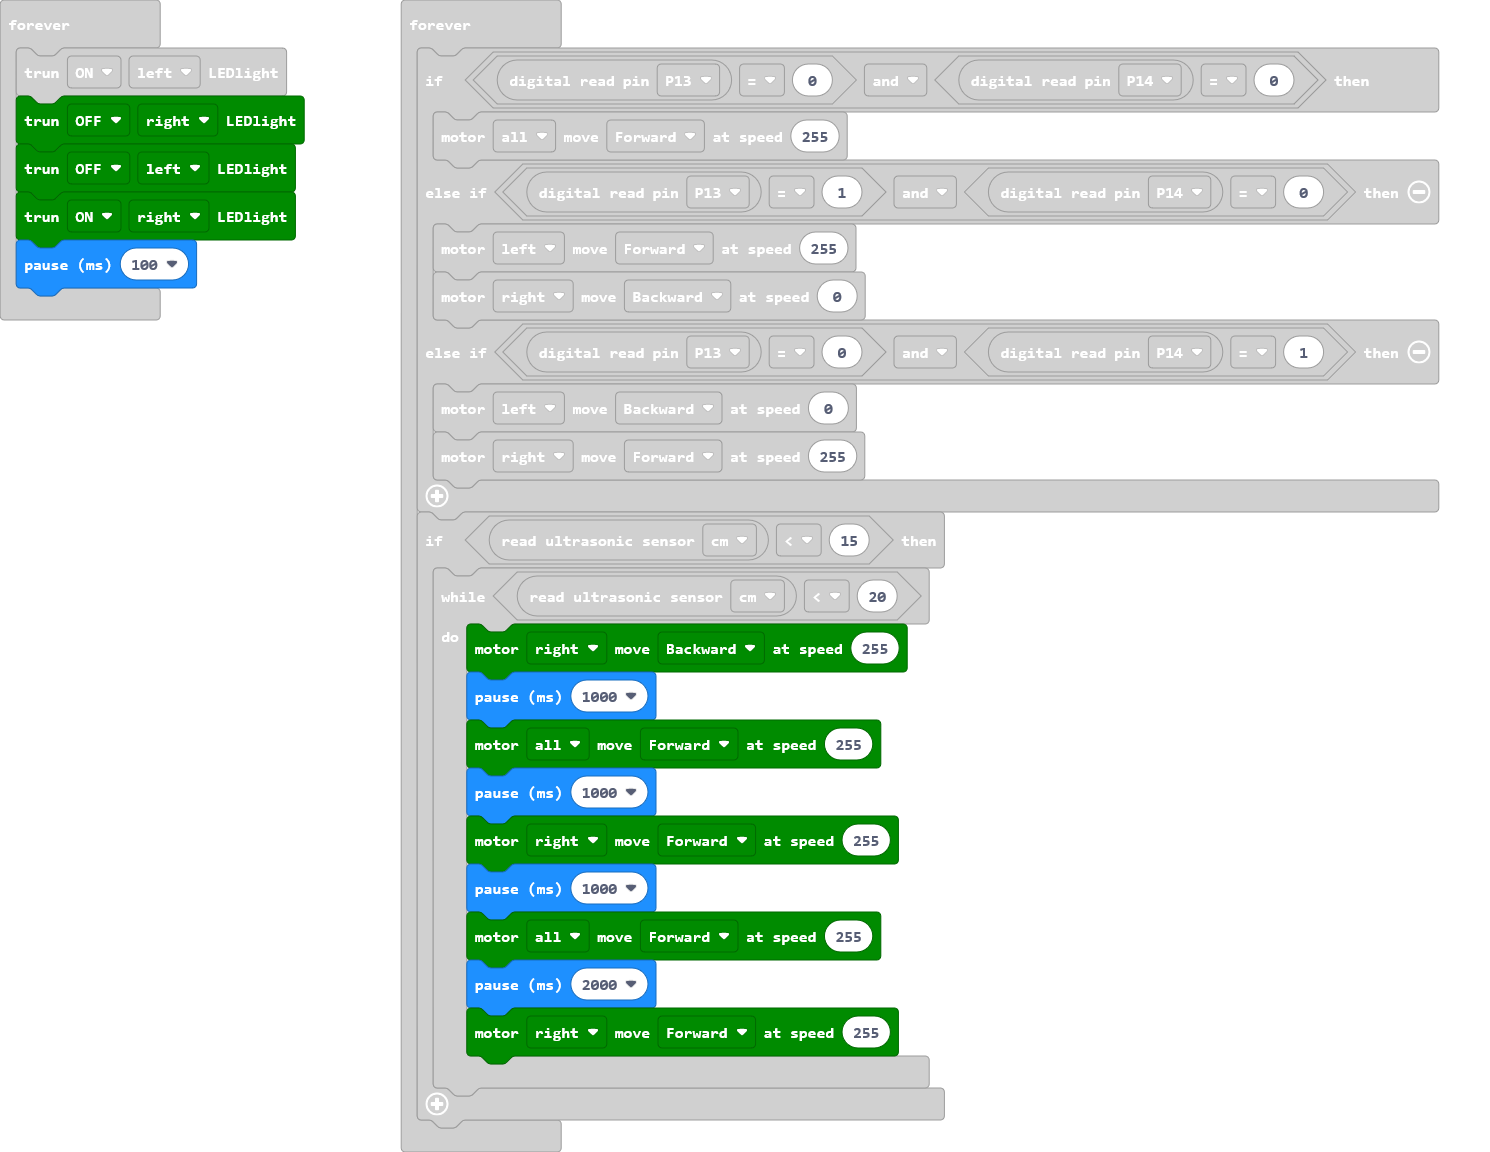 forever
trun ON left LEDlight
trun OFF right LEDlight
trun OFF left LEDlight
trun ON right LEDlight
pause (ms) 100
forever
if digital read pin P13 = 0 and digital read pin P14 = 0 then
motor all move Forward at speed 255
else if digital read pin P13 = 1 and digital read pin P14 = 0 then
motor left move Forward at speed 255
motor right move Backward at speed 0
else if digital read pin P13 = 0 and digital read pin P14 = 1 then
motor left move Backward at speed 0
motor right move Forward at speed 255
if read ultrasonic sensor cm < 15 then
while read ultrasonic sensor cm < 20
do
motor right move Backward at speed 255
pause (ms) 1000
motor all move Forward at speed 255
pause (ms) 1000
motor right move Forward at speed 255
pause (ms) 1000
motor all move Forward at speed 255
pause (ms) 2000
motor right move Forward at speed 255